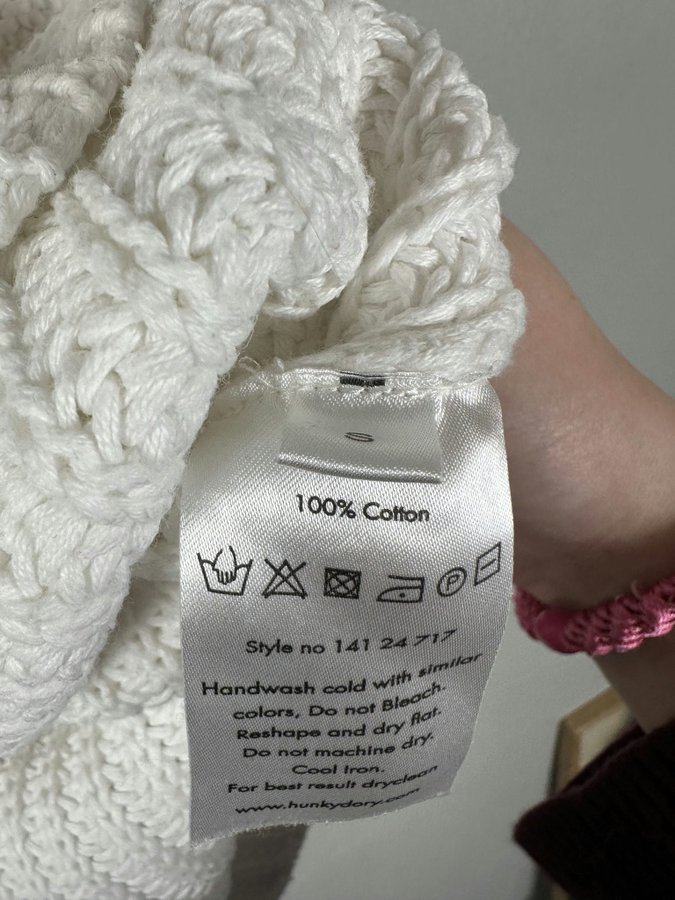 0
100% Cotton
P
Style no 141 24 717
Handwash cold with similar
colors, Do not Bleach.
Reshape and dry flat.
Do not machine dry.
Cool Iron.
For best result dryclean
www.hunkydory.com